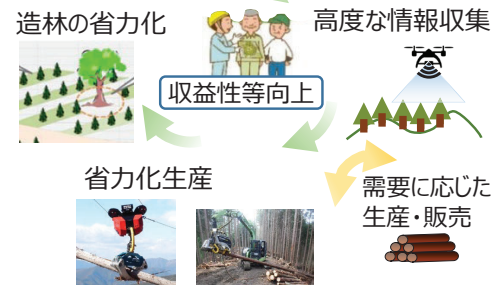 造林の省力化
高度な情報収集
収益性等向上
省力化生産
需要に応じた
生産・販売